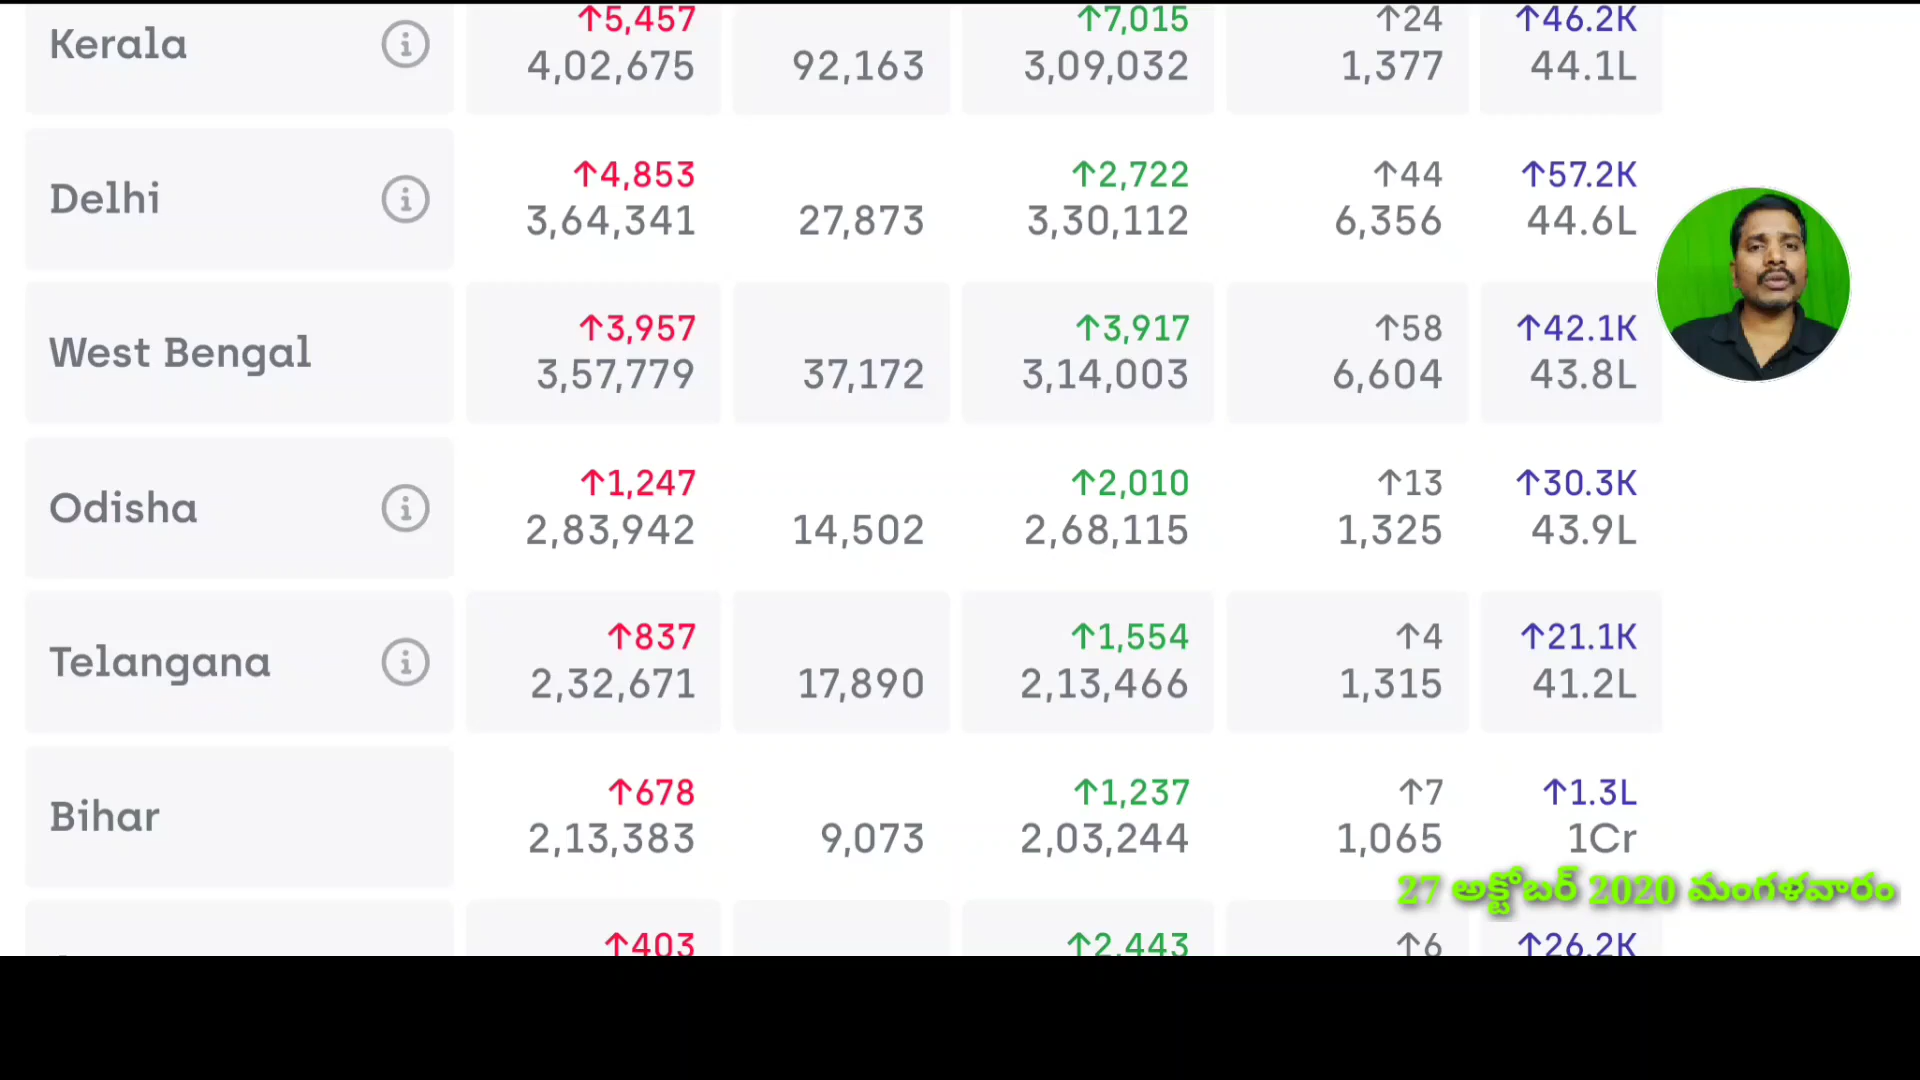 ↑5,457 ↑7,015 ↑24 ↑46.2K
Kerala 4,02,675 92,163 3,09,032 1,377 44.1L
↑4,853 ↑2,722 ↑44 ↑57.2K
Delhi 3,64,341 27,873 3,30,112 6,356 44.6L
↑3,957 ↑3,917 ↑58 ↑42.1K
West Bengal 3,57,779 37,172 3,14,003 6,604 43.8L
↑1,247 ↑2,010 ↑13 ↑30.3K
Odisha 2,83,942 14,502 2,68,115 1,325 43.9L
↑837 ↑1,554 ↑4 ↑21.1K
Telangana 2,32,671 17,890 2,13,466 1,315 41.2L
↑678 ↑1,237 ↑7 ↑1.3L
Bihar 2,13,383 9,073 2,03,244 1,065 1Cr
27 అక్టోబర్ 2020 మంగళవారం
↑403 ↑2,443 ↑6 ↑26.2K